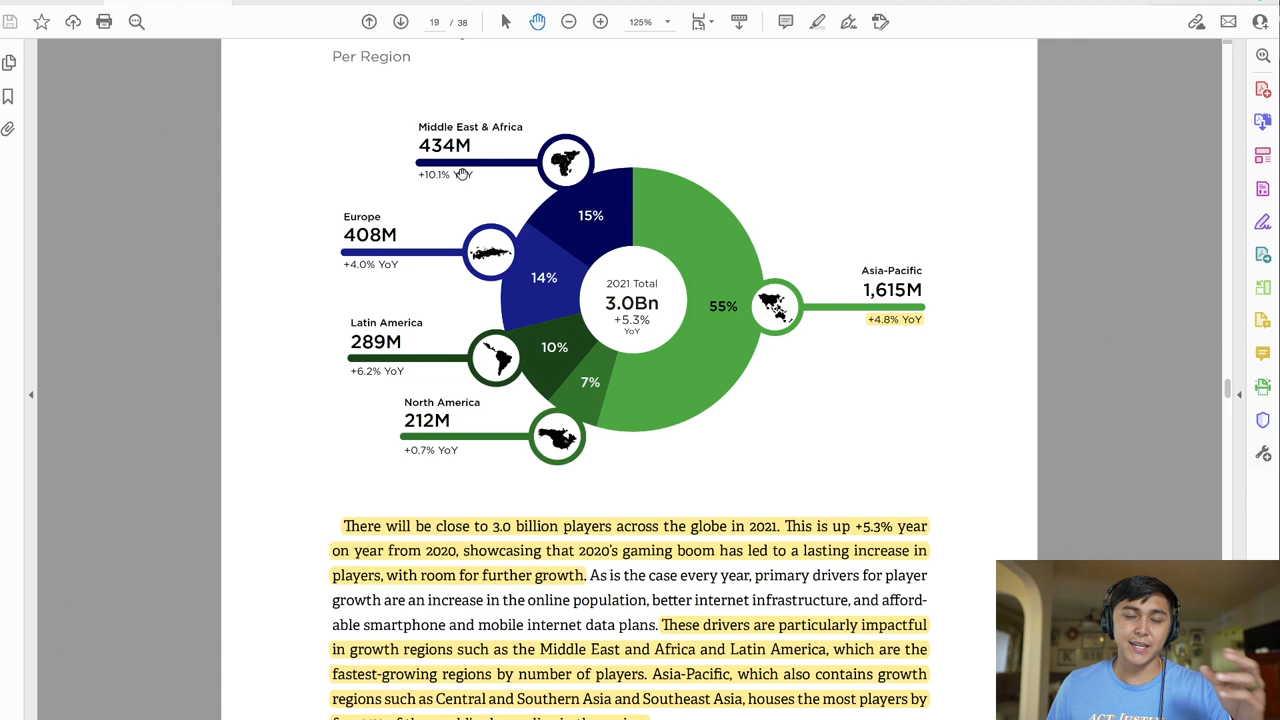 19 / 38
125%
Per Region
Middle East & Africa
434M
+10.1% YoY
Europe
408M
+4.0% YoY
Latin America
289M
+6.2% YoY
North America
212M
+0.7% YoY
15%
14%
10%
7%
55%
2021 Total
3.0Bn
+5.3%
YoY
Asia-Pacific
1,615M
+4.8% YoY
There will be close to 3.0 billion players across the globe in 2021. This is up +5.3% year
on year from 2020, showcasing that 2020's gaming boom has led to a lasting increase in
players, with room for further growth. As is the case every year, primary drivers for player
growth are an increase in the online population, better internet infrastructure, and afford-
able smartphone and mobile internet data plans. These drivers are particularly impactful
in growth regions such as the Middle East and Africa and Latin America, which are the
fastest-growing regions by number of players. Asia-Pacific, which also contains growth
regions such as Central and Southern Asia and Southeast Asia, houses the most players by
ACT JUSTLY